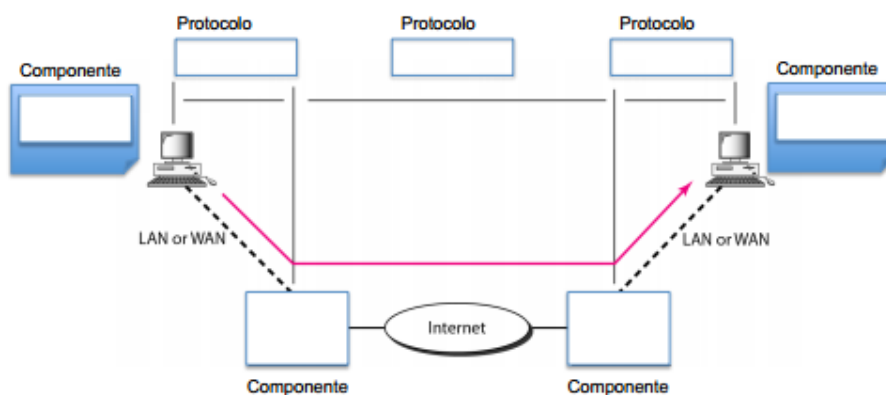 Protocolo
Protocolo
Protocolo
Componente
Componente
LAN or WAN
LAN or WAN
Internet
Componente
Componente